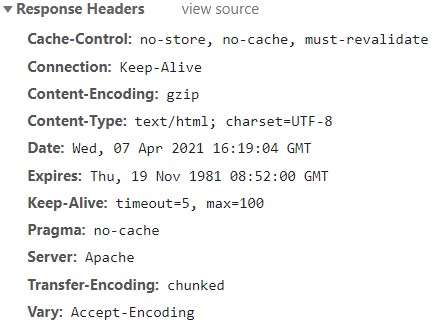 Response Headers view source
Cache-Control: no-store, no-cache, must-revalidate
Connection: Keep-Alive
Content-Encoding: gzip
Content-Type: text/html; charset=UTF-8
Date: Wed, 07 Apr 2021 16:19:04 GMT
Expires: Thu, 19 Nov 1981 08:52:00 GMT
Keep-Alive: timeout=5, max=100
Pragma: no-cache
Server: Apache
Transfer-Encoding: chunked
Vary: Accept-Encoding